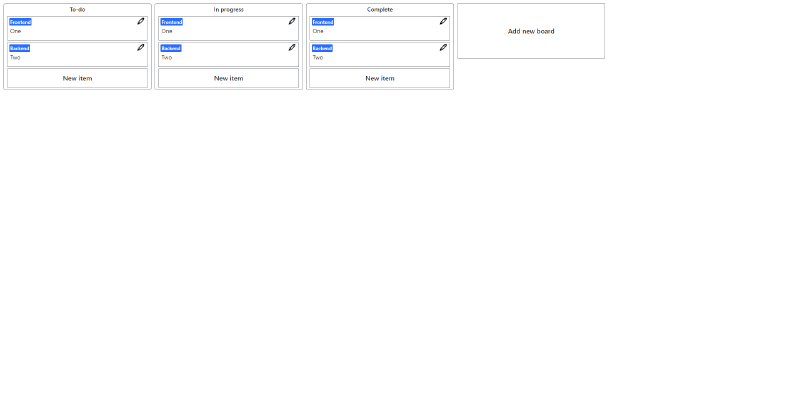 To-do
Frontend
One
Backend
Two
New item
In progress
Frontend
One
Backend
Two
New item
Complete
Frontend
One
Backend
Two
New item
Add new board